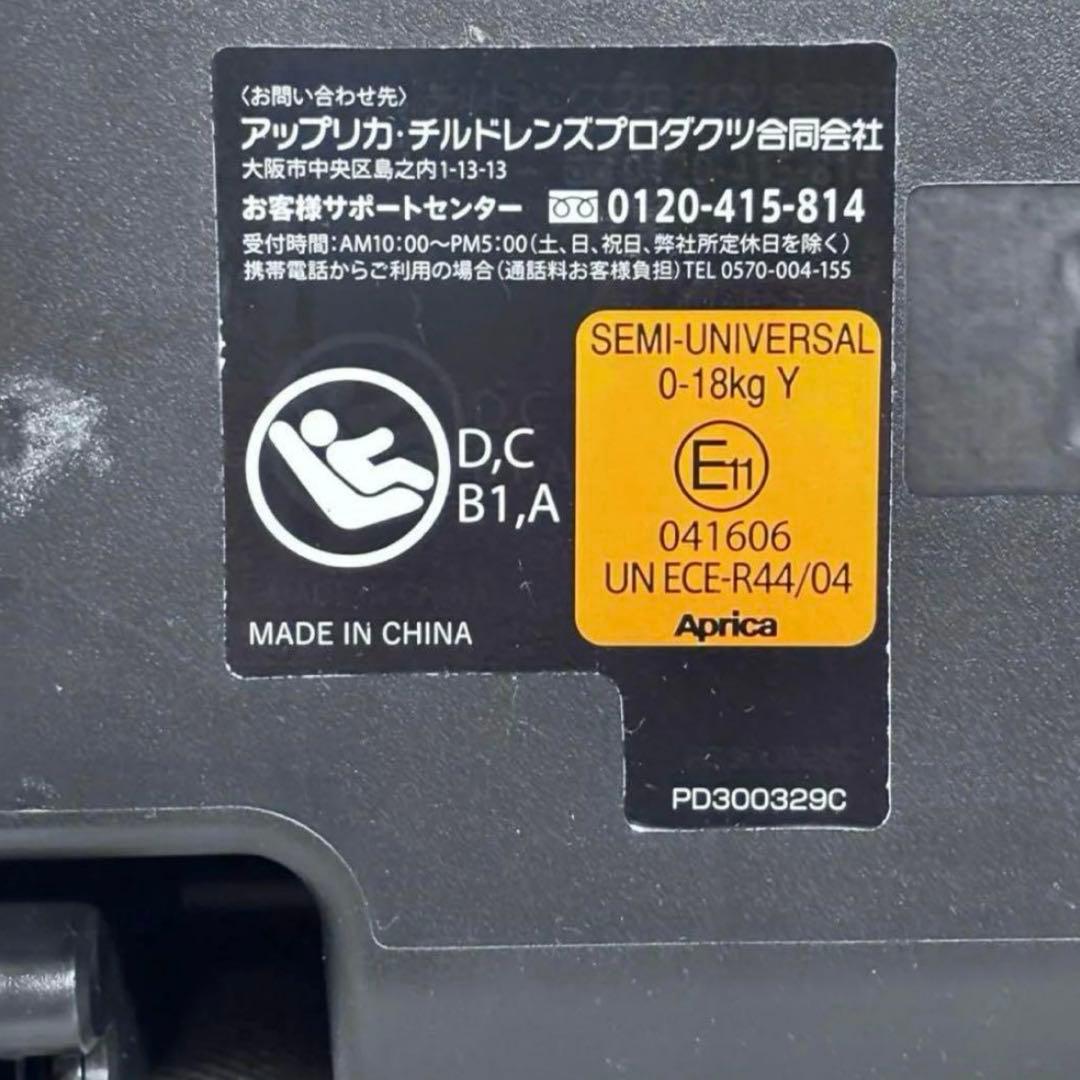 〈お問い合わせ先〉
アップリカ・チルドレンズプロダクツ合同会社
大阪市中央区島之内1-13-13
お客様サポートセンター 0120-415-814
受付時間:AM10:00〜PM5:00(土、日、祝日、弊社所定休日を除く)
携帯電話からご利用の場合(通話料お客様負担)TEL 0570-004-155
SEMI-UNIVERSAL
0-18kg Y
E11
D,C
B1,A
041606
UN ECE-R44/04
Aprica
MADE IN CHINA
PD300329C